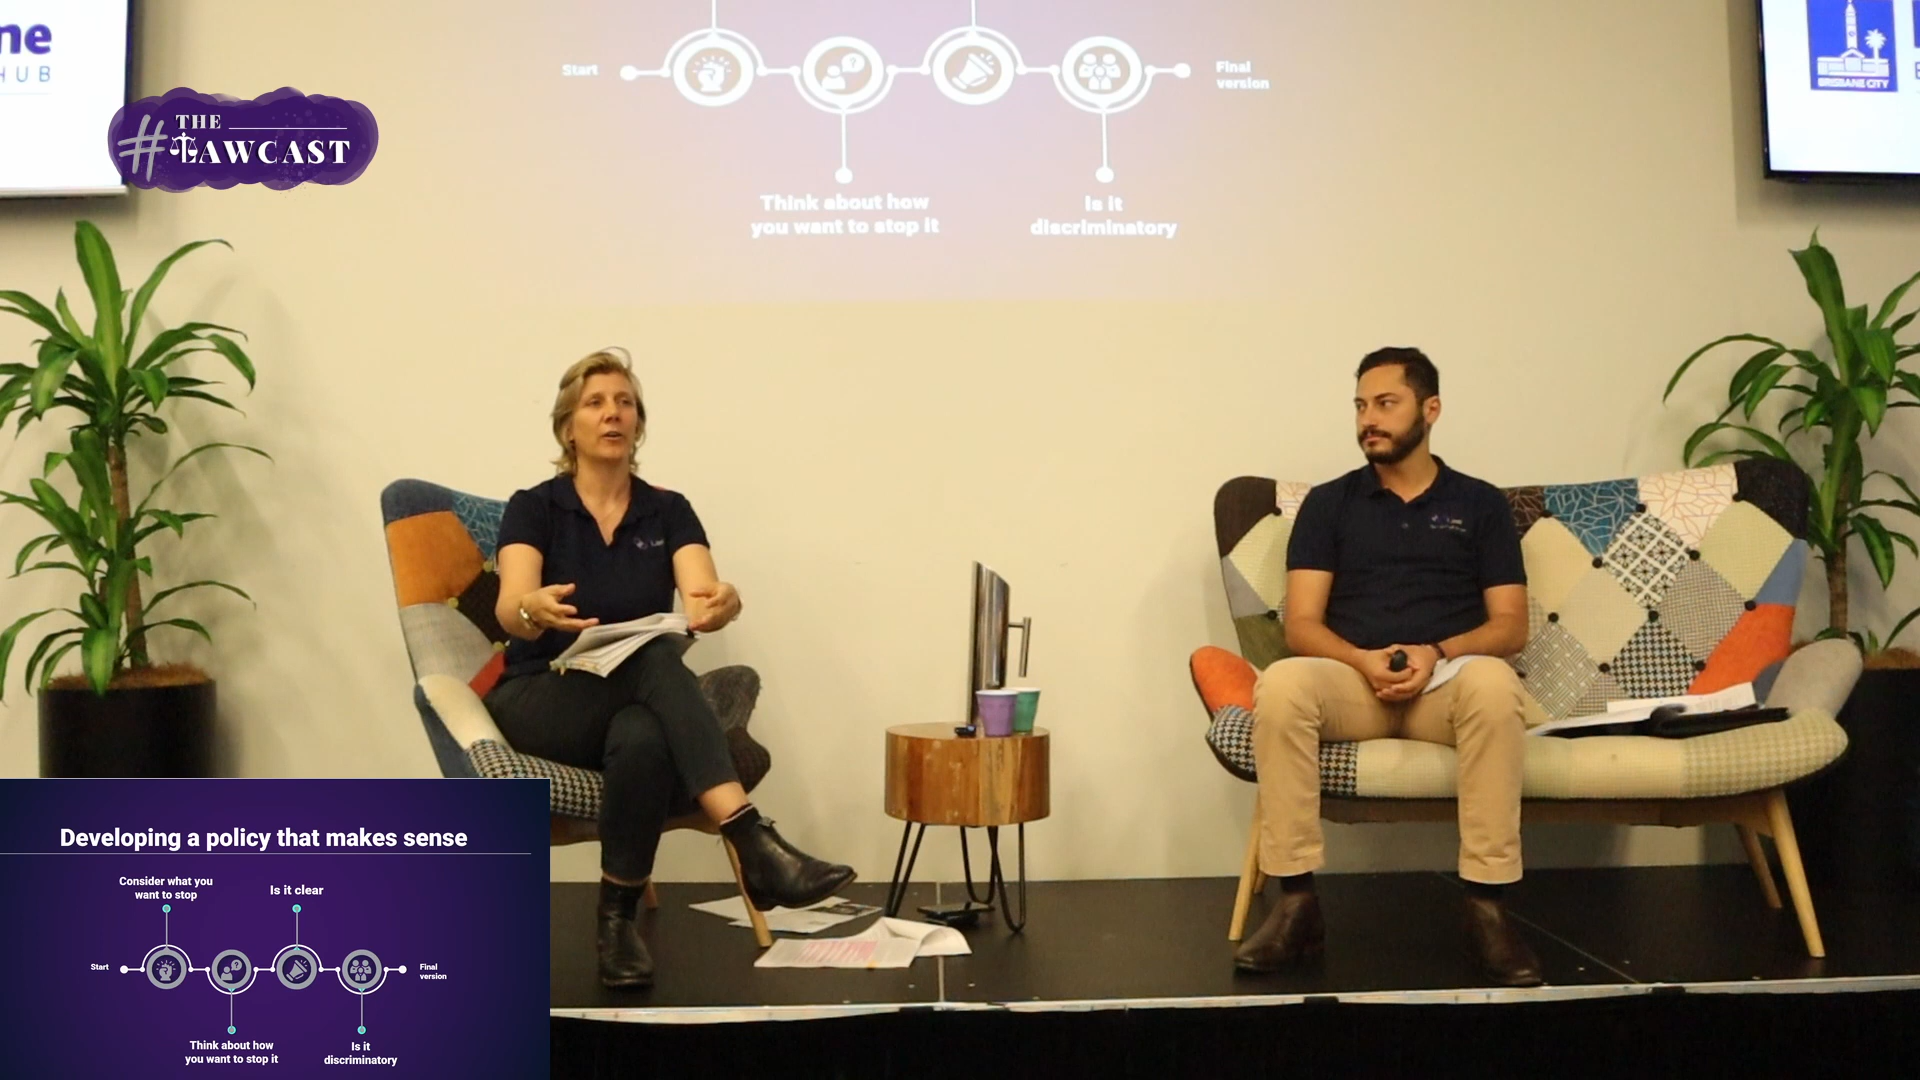 ne
HUB
#THE
LAWCAST
Start
Final
version
Think about how
you want to stop it
Is it
discriminatory
BRISBANE CITY
Developing a policy that makes sense
Consider what you
want to stop
Is it clear
Start
Final
version
Think about how
you want to stop it
Is it
discriminatory